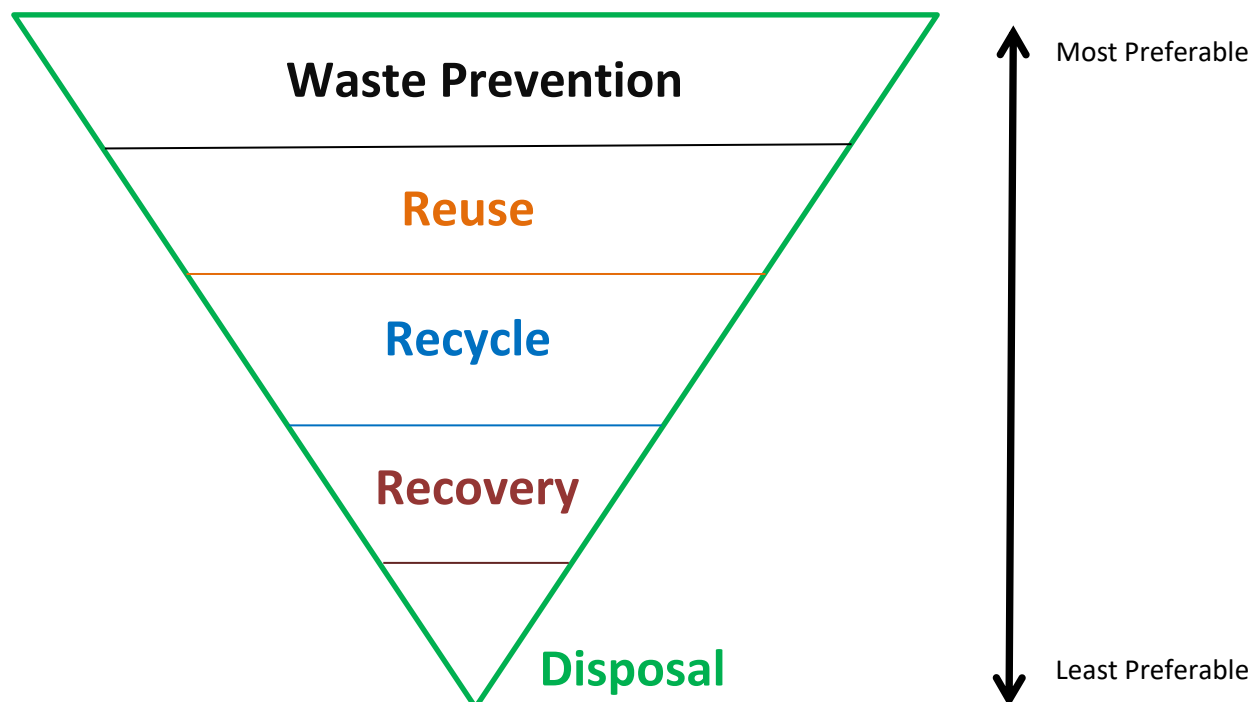 Waste Prevention
Most Preferable
Reuse
Recycle
Recovery
Disposal
Least Preferable